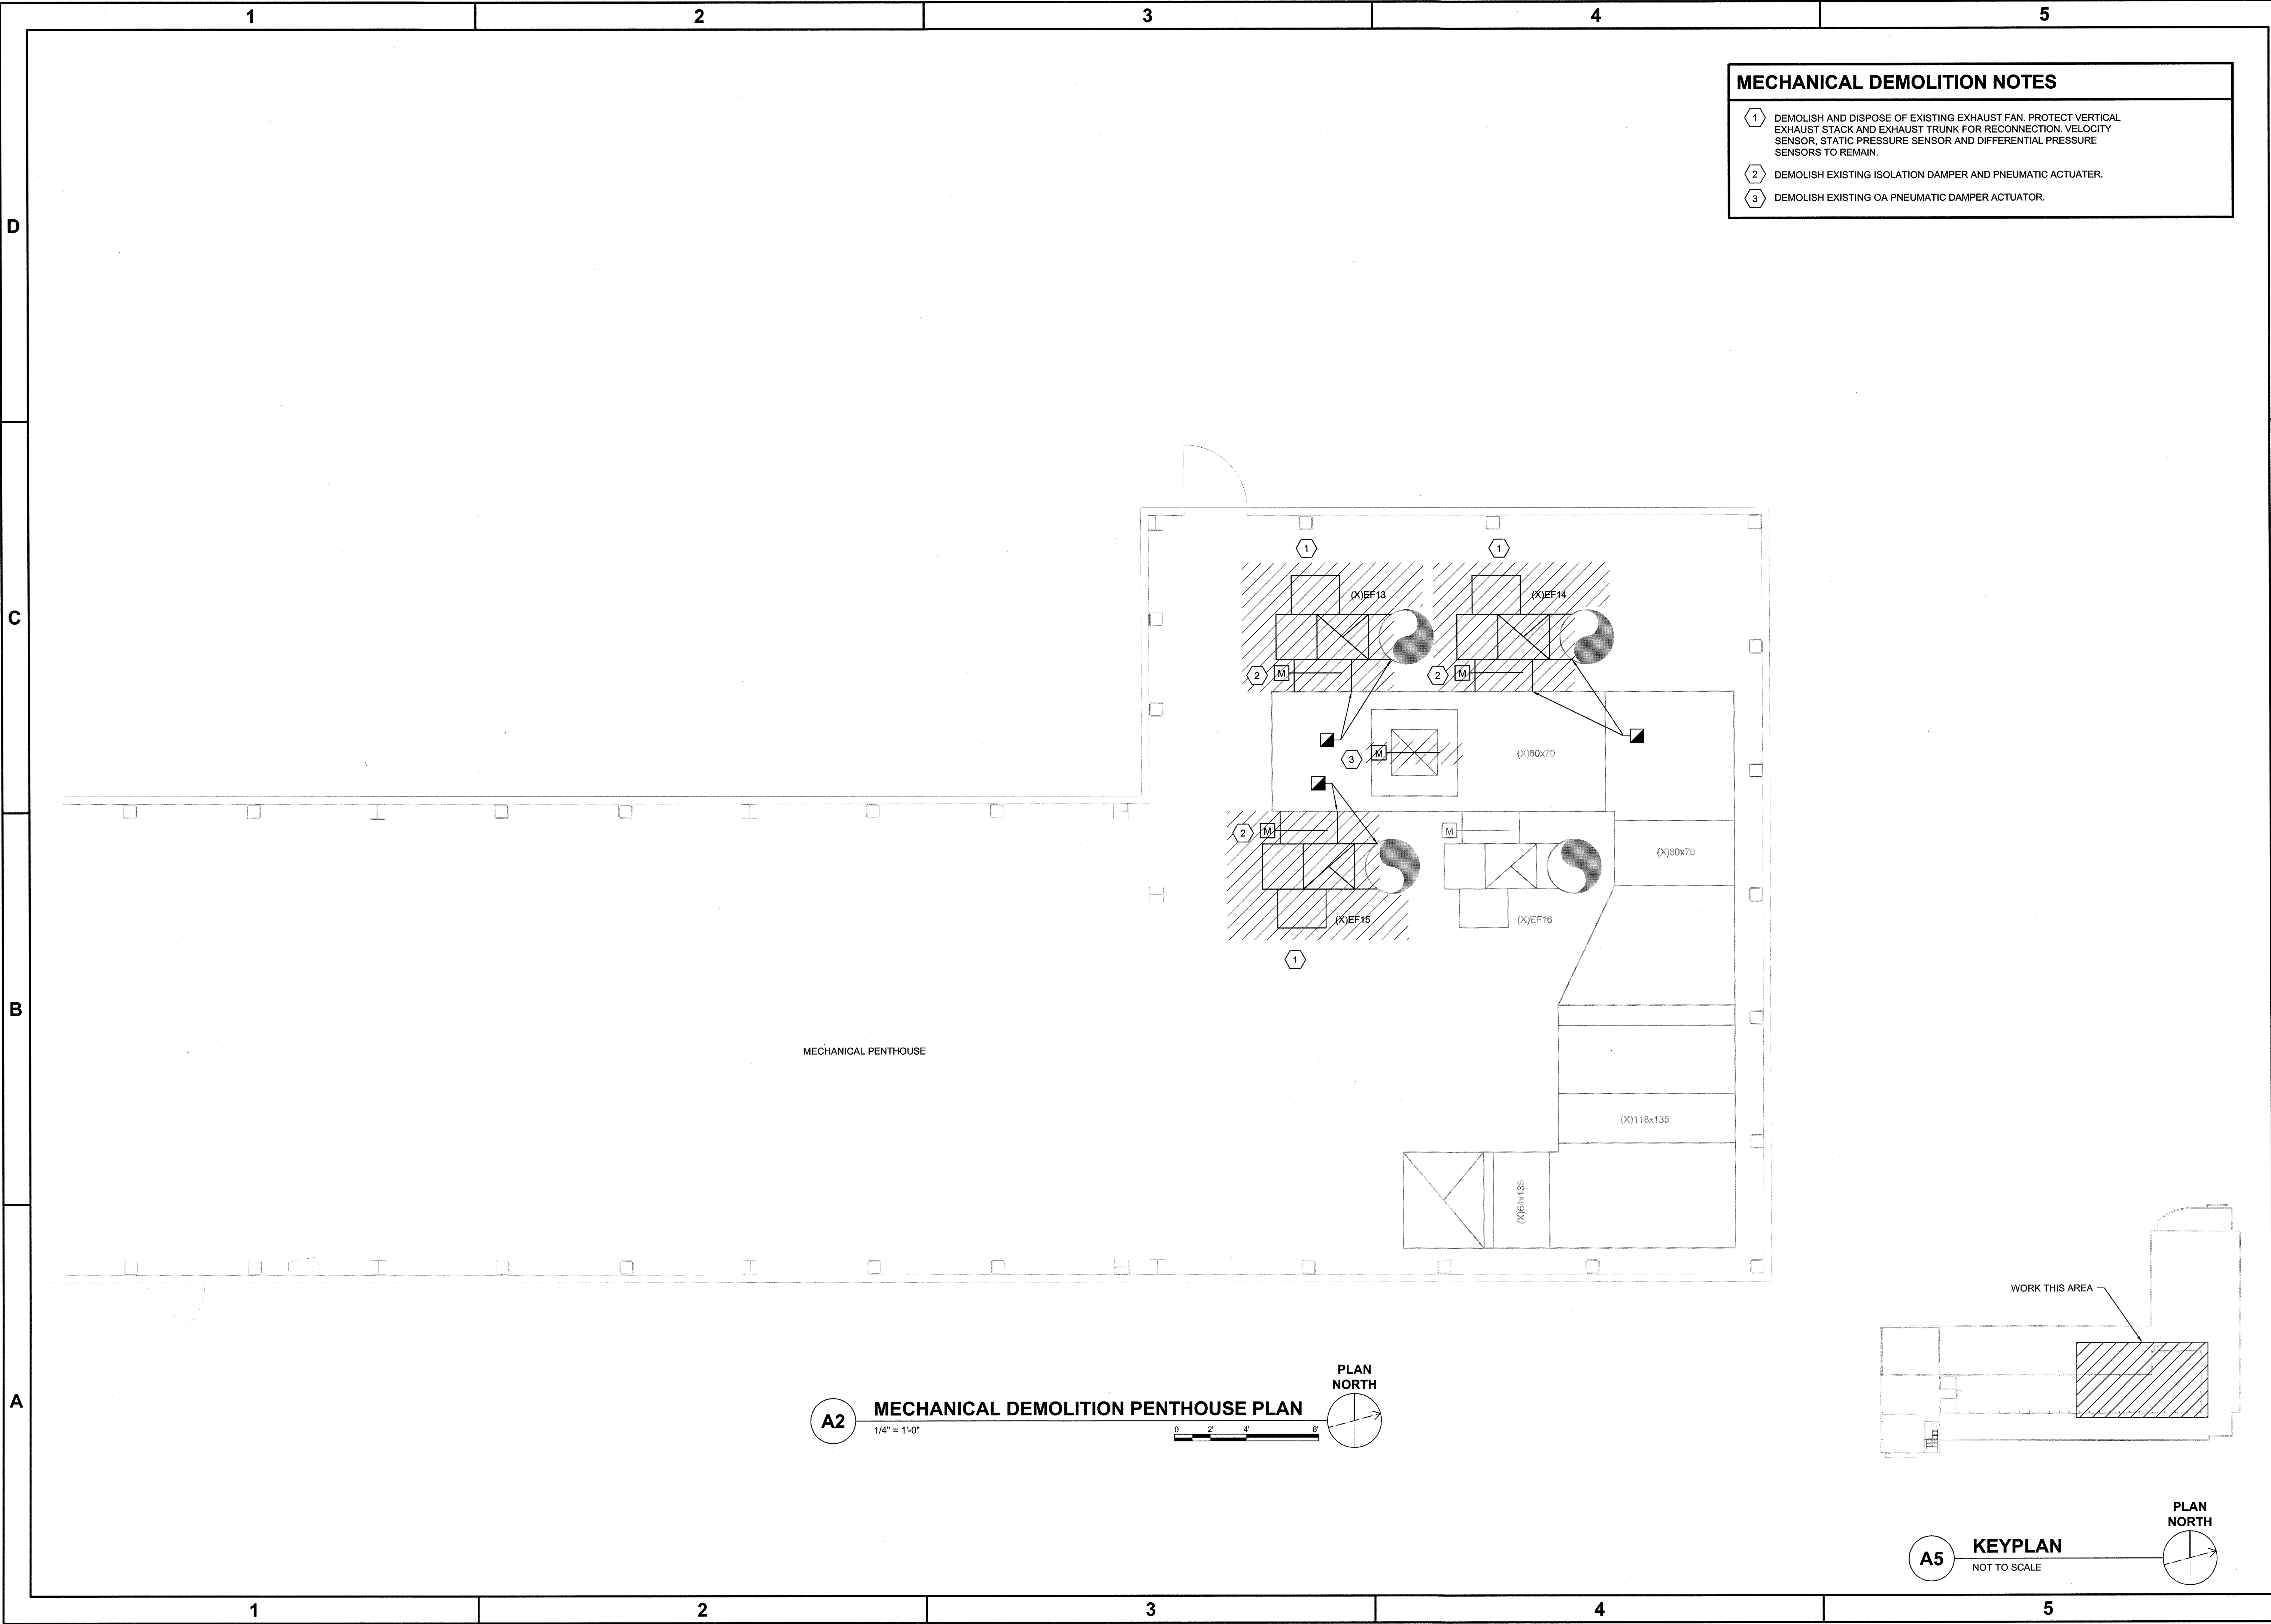 1 2 3 4 5
MECHANICAL DEMOLITION NOTES
1 DEMOLISH AND DISPOSE OF EXISTING EXHAUST FAN. PROTECT VERTICAL
EXHAUST STACK AND EXHAUST TRUNK FOR RECONNECTION. VELOCITY
SENSOR, STATIC PRESSURE SENSOR AND DIFFERENTIAL PRESSURE
SENSORS TO REMAIN.
2 DEMOLISH EXISTING ISOLATION DAMPER AND PNEUMATIC ACTUATER.
3 DEMOLISH EXISTING OA PNEUMATIC DAMPER ACTUATOR.
D
1 1
(X)EF13 (X)EF14
C
2 M 2 M
3 M (X)80x70
2 M M
(X)80x70
(X)EF15 (X)EF16
1
B
MECHANICAL PENTHOUSE
(X)118x135
(X)64x135
WORK THIS AREA
A
PLAN
NORTH
A2 MECHANICAL DEMOLITION PENTHOUSE PLAN
1/4" = 1'-0"
0 2' 4' 8'
PLAN
NORTH
A5 KEYPLAN
NOT TO SCALE
1 2 3 4 5